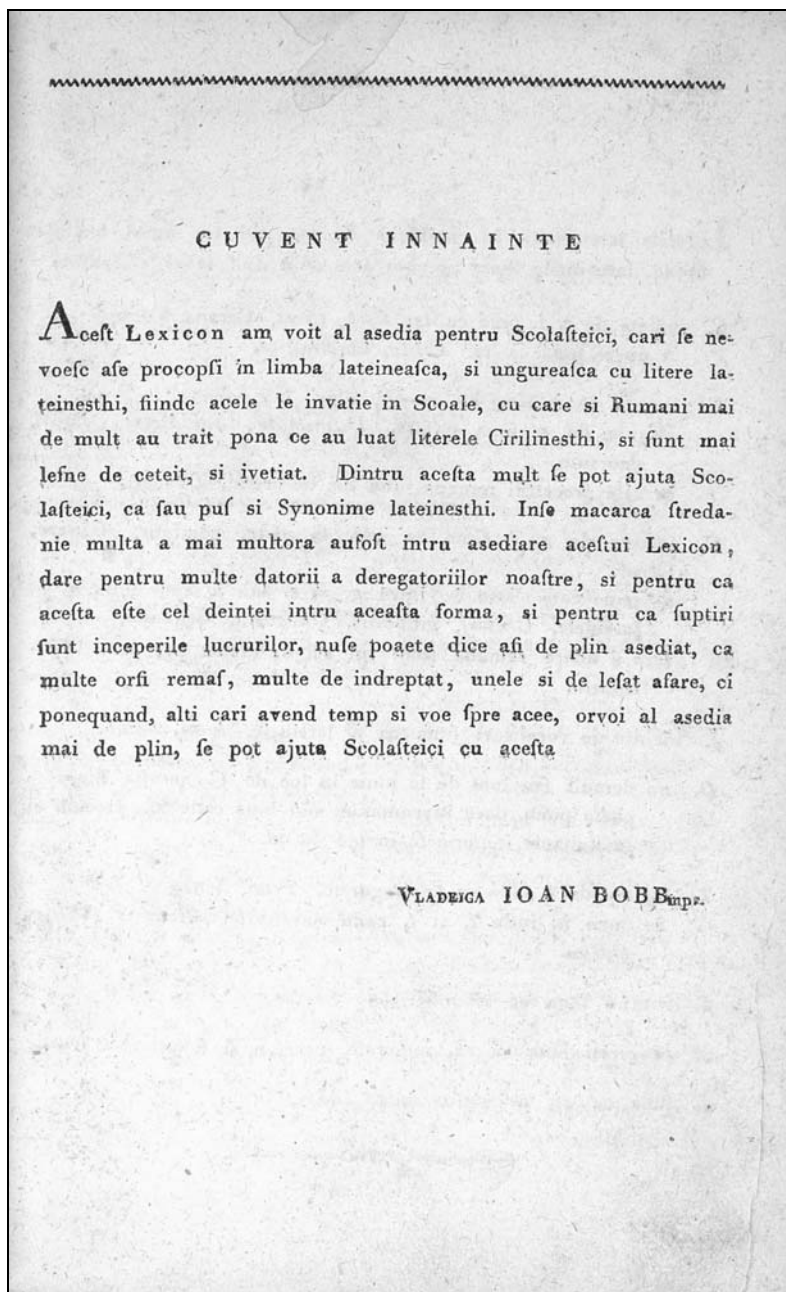 CUVENT INNAINTE
Aceſt Lexicon am voit al asedia pentru Scolaſteici, cari ſe ne-
voeſc aſe procopſi in limba lateineaſca, si ungureaſca cu litere la-
ţeinesthi, fiindc acele le invatie in Scoale, cu care si Rumani mai
de mult au trait pona ce au luat literele Cirilinesthi, si ſunt mai
leſne de ceteit, si ivetiat. Dintru aceſta mult ſe pot ajuta Sco-
laſteici, ca ſau puſ si Synonime lateinesthi. Inſe macarca ſtreda-
nie multa a mai multora aufoſt intru asediare aceſtui Lexicon,
dare pentru multe datorii a deregatoriilor noaſtre, si pentru ca
aceſta eſte cel deintei intru aceaſta forma, si pentru ca ſuptiri
ſunt inceperile lucrurilor, nuſe poaete dice aſi de plin asediat, ca
multe orſi remaſ, multe de indreptat, unele si de leſat afare, ci
ponequand, alti cari avend temp si voe ſpre acee, orvoi al asedia
mai de plin, ſe pot ajuta Scolaſteici cu aceſta
VLADEICA IOAN BOBB mpr.